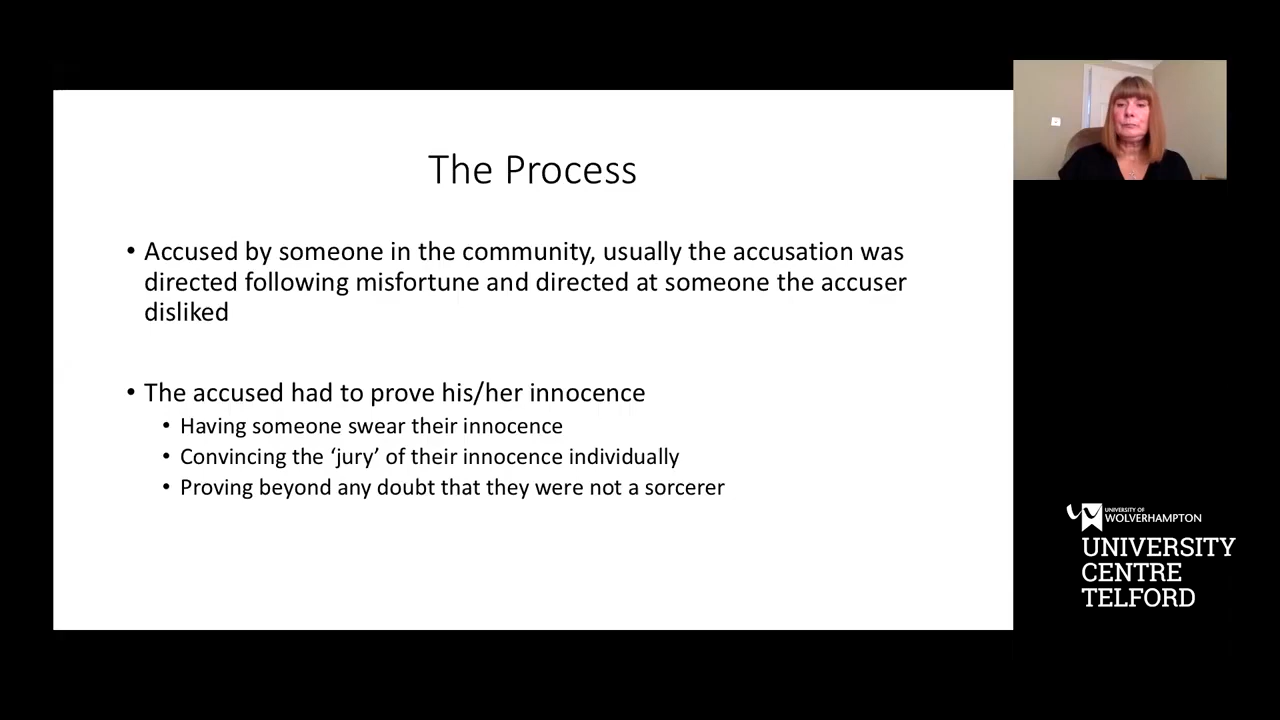 The Process
• Accused by someone in the community, usually the accusation was
directed following misfortune and directed at someone the accuser
disliked
• The accused had to prove his/her innocence
• Having someone swear their innocence
• Convincing the ‘jury’ of their innocence individually
• Proving beyond any doubt that they were not a sorcerer
UNIVERSITY OF
WOLVERHAMPTON
UNIVERSITY
CENTRE
TELFORD